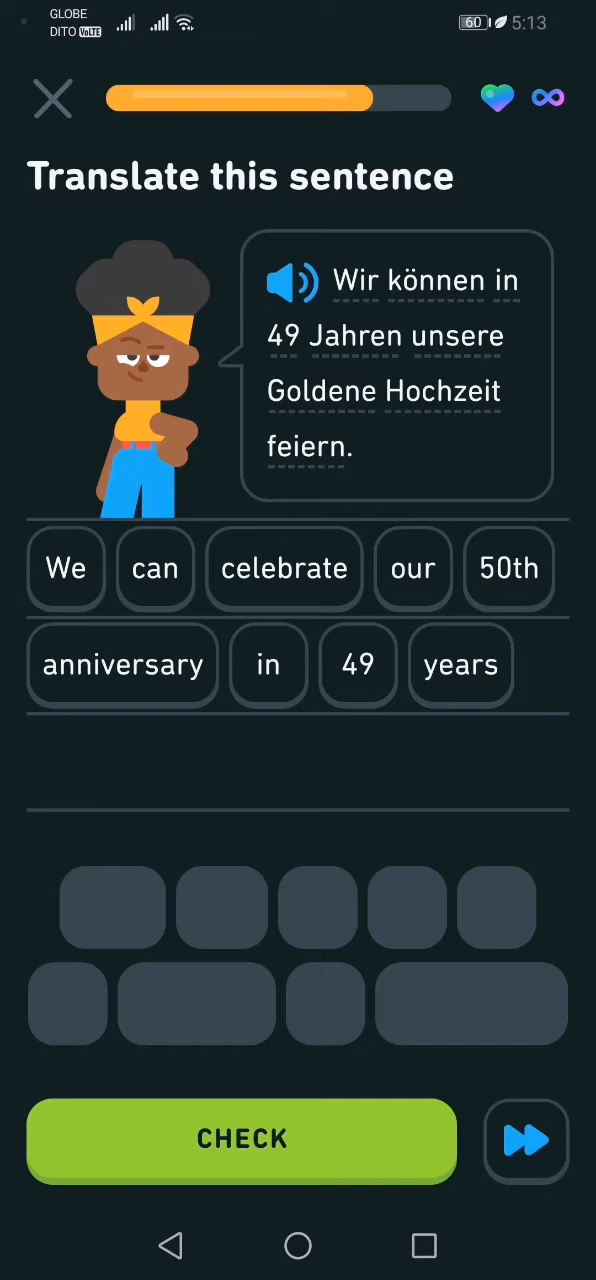 GLOBE
DITO VoLTE 60 5:13
Translate this sentence
Wir können in
49 Jahren unsere
Goldene Hochzeit
feiern.
We can celebrate our 50th
anniversary in 49 years
CHECK